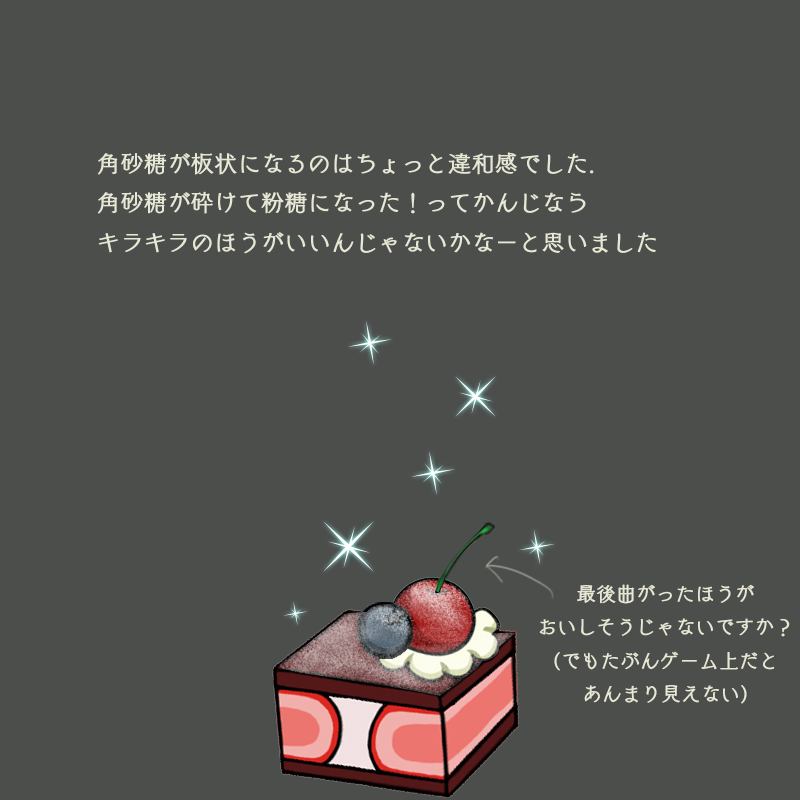 角砂糖が板状になるのはちょっと違和感でした.
角砂糖が砕けて粉糖になった！ってかんじなら
キラキラのほうがいいんじゃないかなーと思いました
最後曲がったほうが
おいしそうじゃないですか？
(でもたぶんゲーム上だと
あんまり見えない)